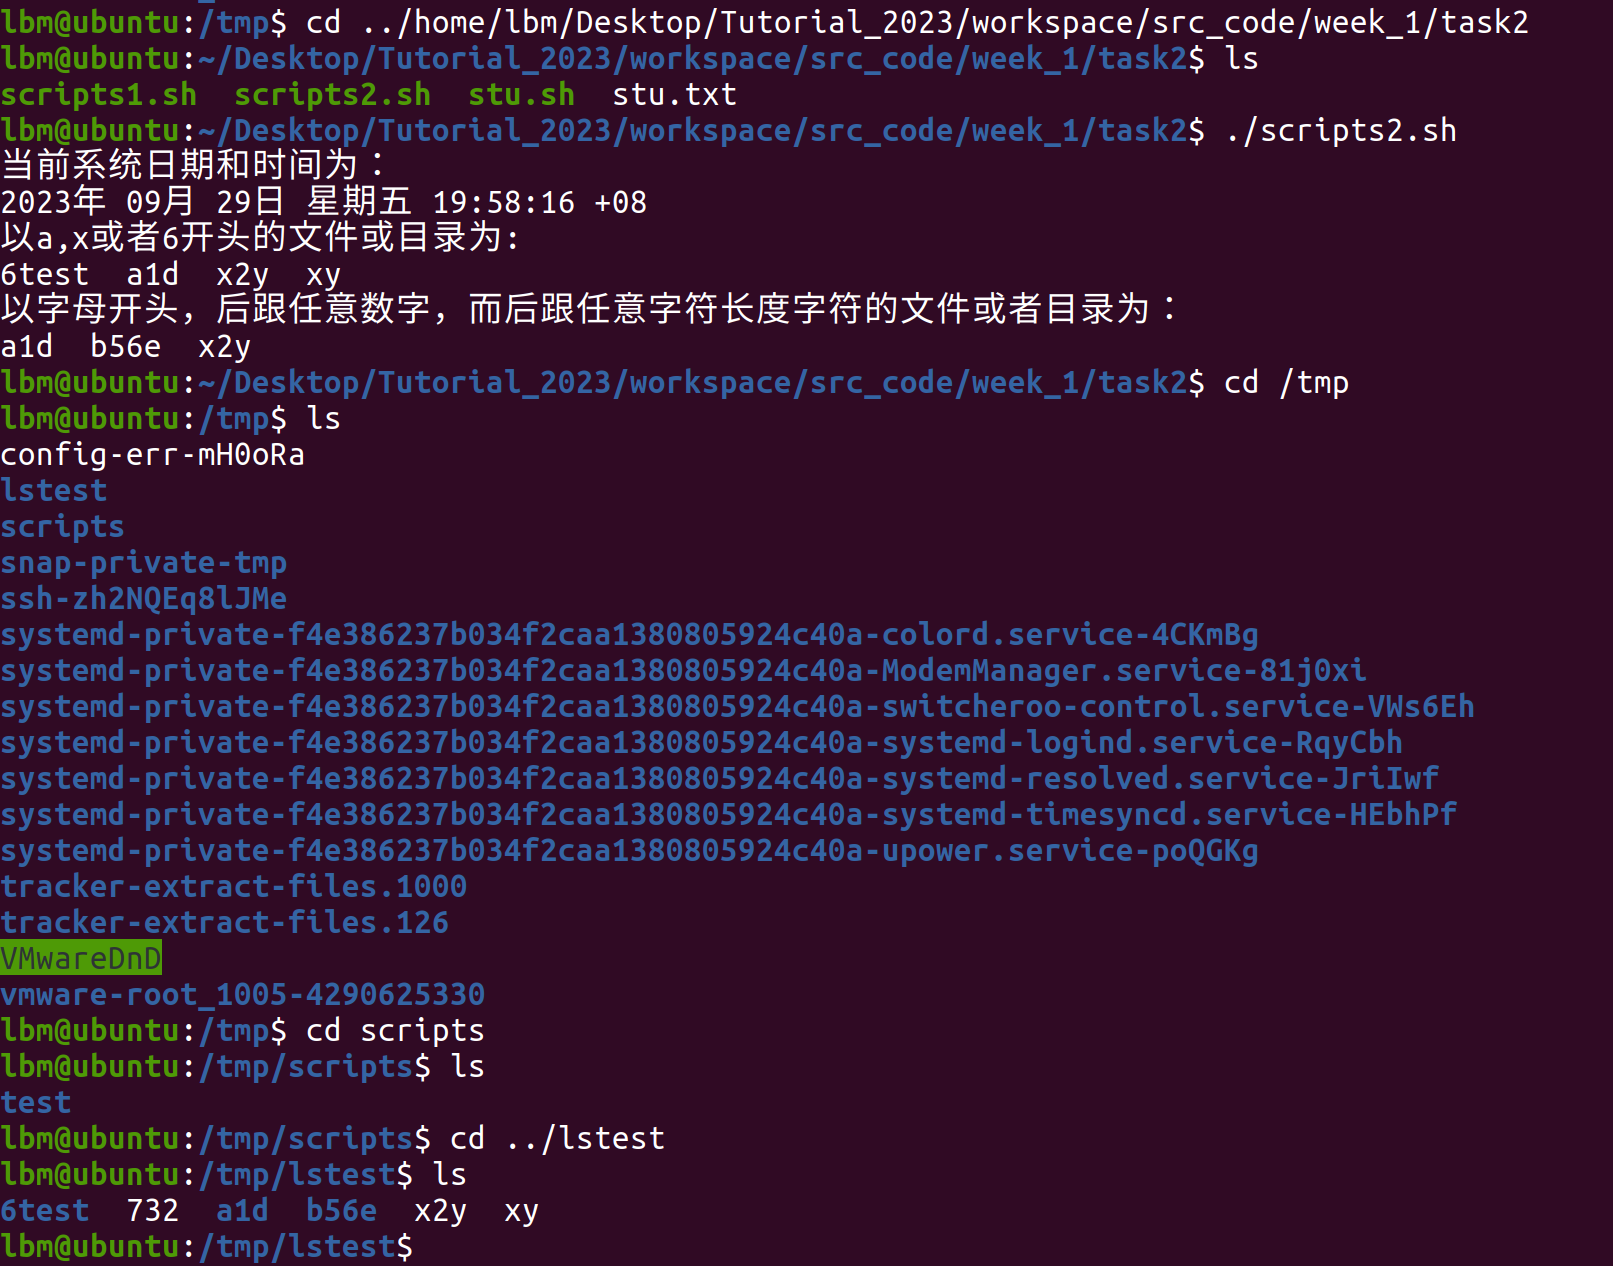 lbm@ubuntu:/tmp$ cd ../home/lbm/Desktop/Tutorial_2023/workspace/src_code/week_1/task2
lbm@ubuntu:~/Desktop/Tutorial_2023/workspace/src_code/week_1/task2$ ls
scripts1.sh  scripts2.sh  stu.sh  stu.txt
lbm@ubuntu:~/Desktop/Tutorial_2023/workspace/src_code/week_1/task2$ ./scripts2.sh
当前系统日期和时间为：
2023年 09月 29日 星期五 19:58:16 +08
以a,x或者6开头的文件或目录为:
6test  a1d  x2y  xy
以字母开头，后跟任意数字，而后跟任意字符长度字符的文件或者目录为：
a1d  b56e  x2y
lbm@ubuntu:~/Desktop/Tutorial_2023/workspace/src_code/week_1/task2$ cd /tmp
lbm@ubuntu:/tmp$ ls
config-err-mH0oRa
lstest
scripts
snap-private-tmp
ssh-zh2NQEq8lJMe
systemd-private-f4e386237b034f2caa1380805924c40a-colord.service-4CKmBg
systemd-private-f4e386237b034f2caa1380805924c40a-ModemManager.service-81j0xi
systemd-private-f4e386237b034f2caa1380805924c40a-switcheroo-control.service-VWs6Eh
systemd-private-f4e386237b034f2caa1380805924c40a-systemd-logind.service-RqyCbh
systemd-private-f4e386237b034f2caa1380805924c40a-systemd-resolved.service-JriIwf
systemd-private-f4e386237b034f2caa1380805924c40a-systemd-timesyncd.service-HEbhPf
systemd-private-f4e386237b034f2caa1380805924c40a-upower.service-poQGKg
tracker-extract-files.1000
tracker-extract-files.126
VMwareDnD
vmware-root_1005-4290625330
lbm@ubuntu:/tmp$ cd scripts
lbm@ubuntu:/tmp/scripts$ ls
test
lbm@ubuntu:/tmp/scripts$ cd ../lstest
lbm@ubuntu:/tmp/lstest$ ls
6test  732  a1d  b56e  x2y  xy
lbm@ubuntu:/tmp/lstest$